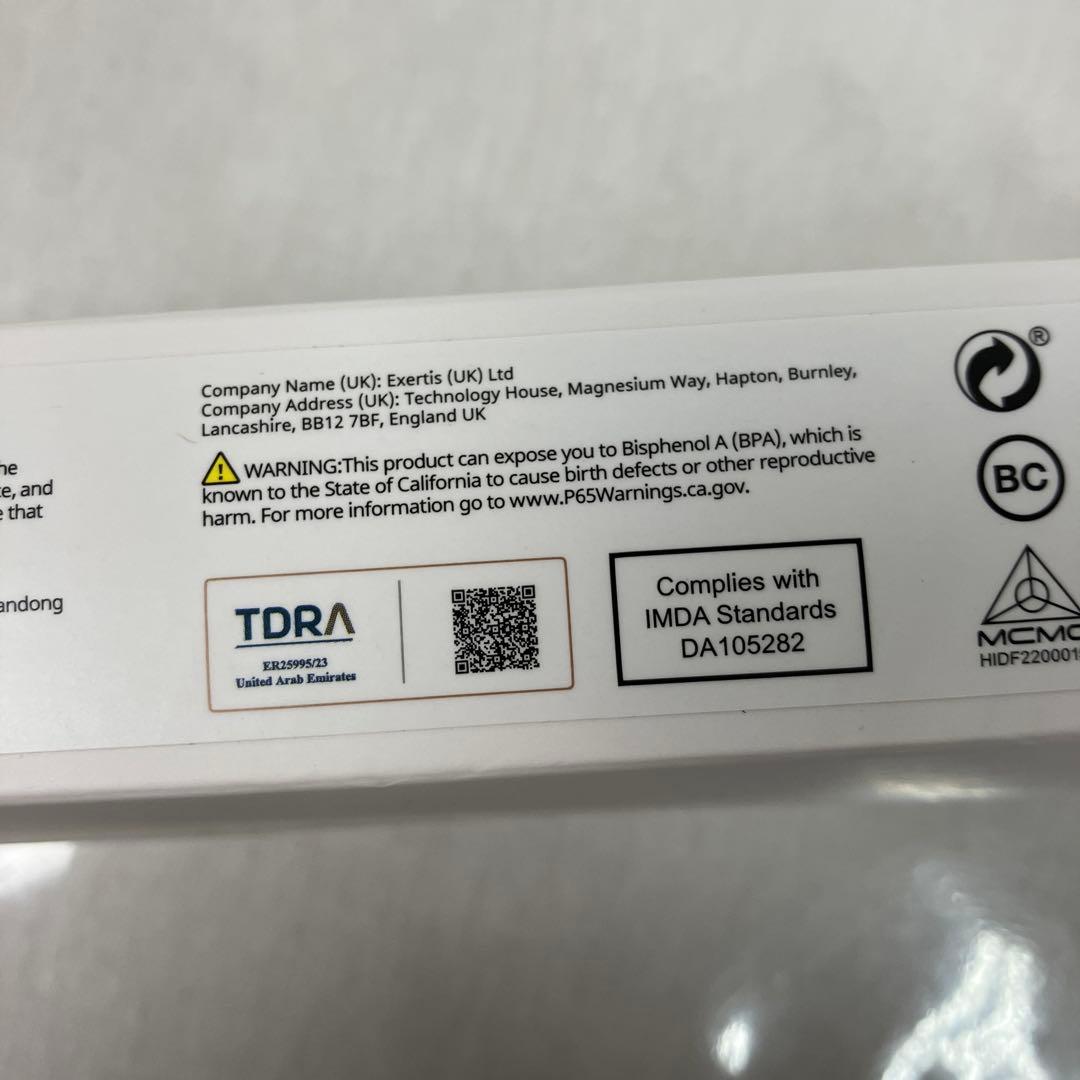 he
e, and
e that
andong
Company Name (UK): Exertis (UK) Ltd
Company Address (UK): Technology House, Magnesium Way, Hapton, Burnley,
Lancashire, BB12 7BF, England UK
WARNING:This product can expose you to Bisphenol A (BPA), which is
known to the State of California to cause birth defects or other reproductive
harm. For more information go to www.P65Warnings.ca.gov.
TDRA
ER25995/23
United Arab Emirates
Complies with
IMDA Standards
DA105282
®
BC
MCMC
HIDF220001